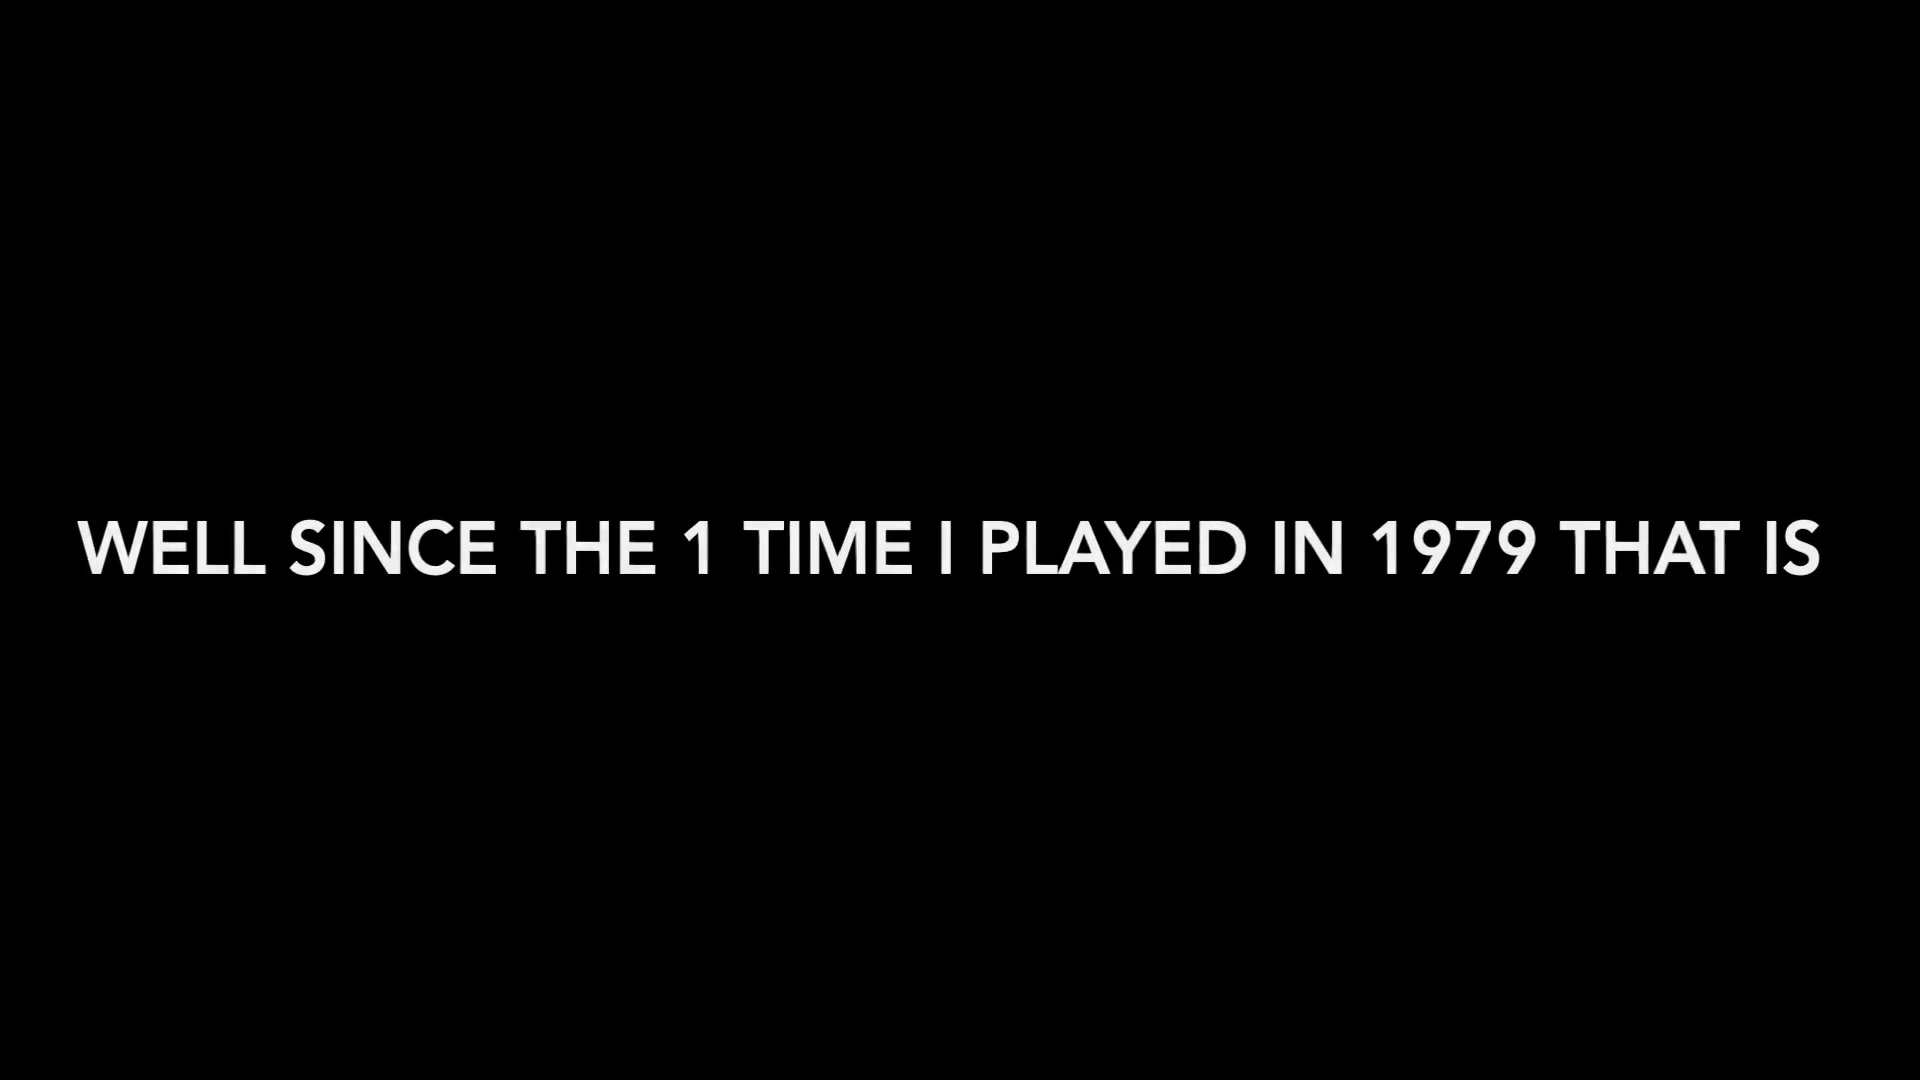 WELL SINCE THE 1 TIME I PLAYED IN 1979 THAT IS